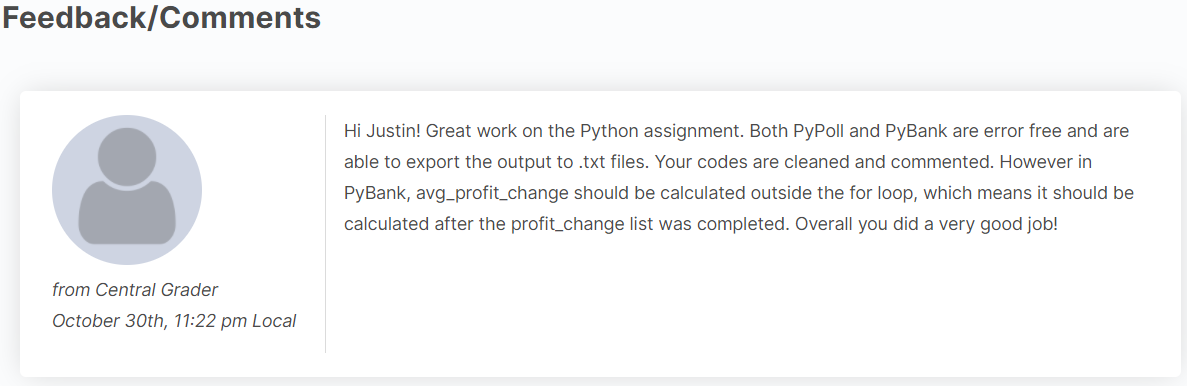 Feedback/Comments
Hi Justin! Great work on the Python assignment. Both PyPoll and PyBank are error free and are
able to export the output to .txt files. Your codes are cleaned and commented. However in
PyBank, avg_profit_change should be calculated outside the for loop, which means it should be
calculated after the profit_change list was completed. Overall you did a very good job!
from Central Grader
October 30th, 11:22 pm Local